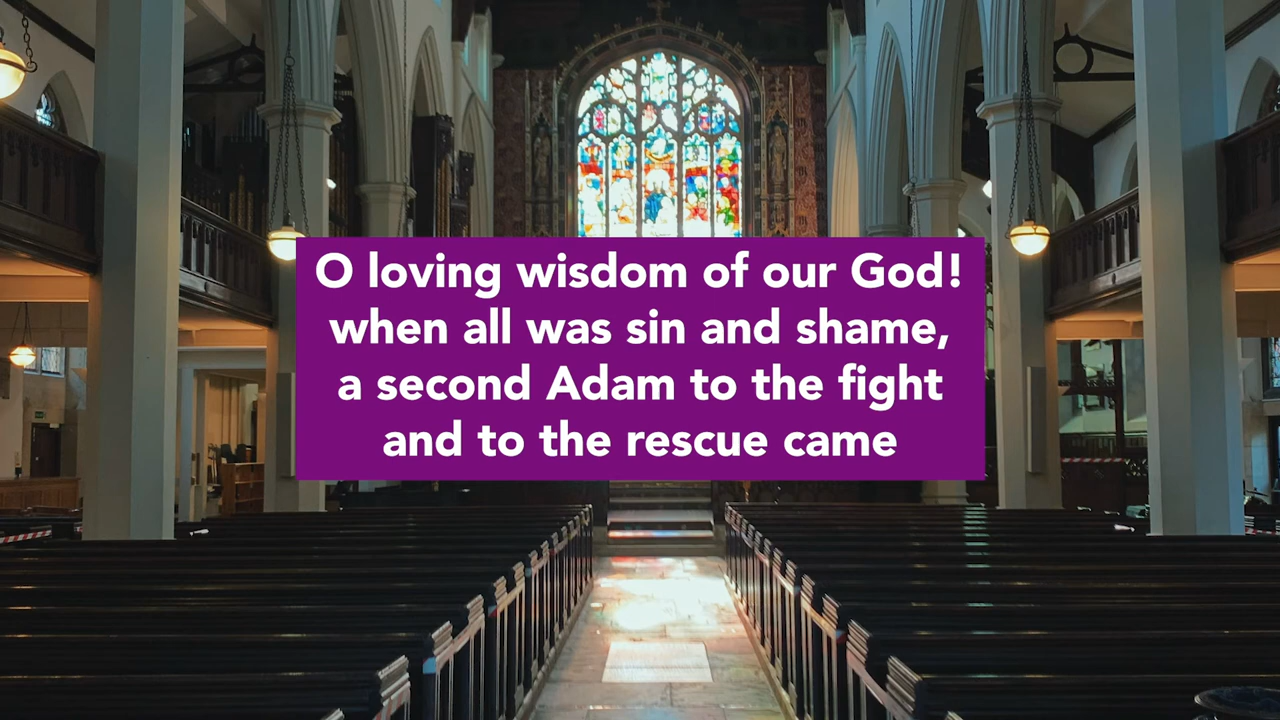 O loving wisdom of our God!
when all was sin and shame,
a second Adam to the fight
and to the rescue came